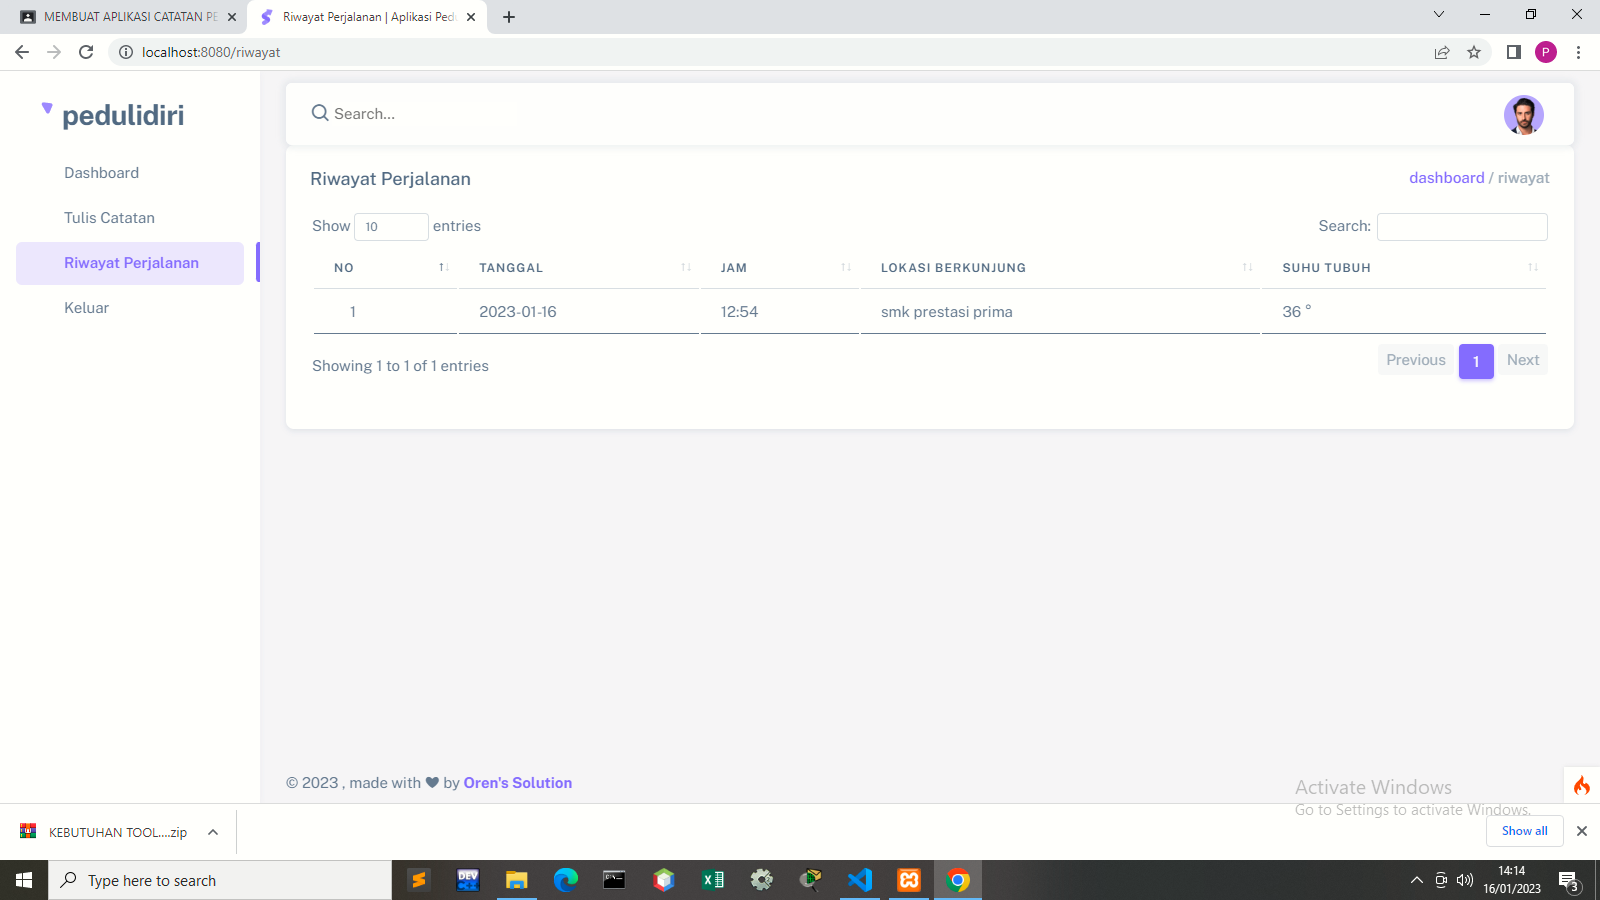 MEMBUAT APLIKASI CATATAN PE
Riwayat Perjalanan | Aplikasi Pedu
localhost:8080/riwayat
P
pedulidiri
Search...
Dashboard
Tulis Catatan
Riwayat Perjalanan
Keluar
Riwayat Perjalanan
dashboard / riwayat
Show 10 entries
Search:
NO TANGGAL JAM LOKASI BERKUNJUNG SUHU TUBUH
1 2023-01-16 12:54 smk prestasi prima 36 °
Showing 1 to 1 of 1 entries
Previous 1 Next
© 2023 , made with ❤ by Oren's Solution
Activate Windows
Go to Settings to activate Windows.
KEBUTUHAN TOOL....zip
Show all
Type here to search
DEV
14:14
16/01/2023
3